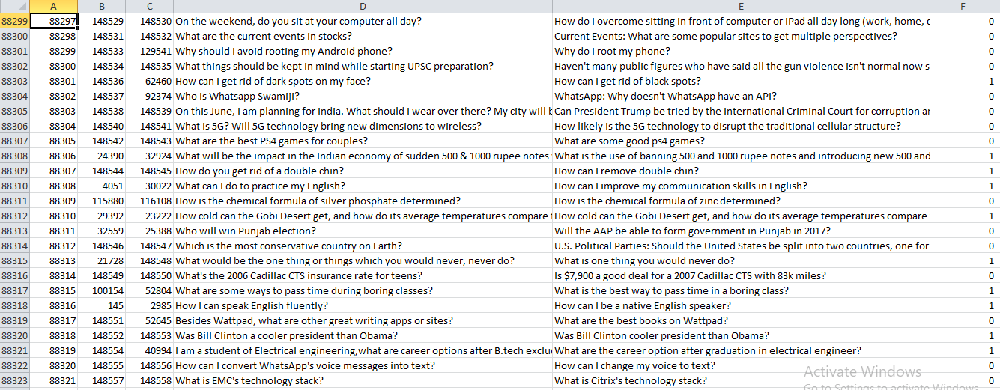 A B C D E F
88299 88297 148529 148530 On the weekend, do you sit at your computer all day? How do I overcome sitting in front of computer or iPad all day long (work, home, 0
88300 88298 148531 148532 What are the current events in stocks? Current Events: What are some popular sites to get multiple perspectives? 0
88301 88299 148533 129541 Why should I avoid rooting my Android phone? Why do I root my phone? 0
88302 88300 148534 148535 What things should be kept in mind while starting UPSC preparation? Haven't many public figures who have said all the gun violence isn't normal now s 0
88303 88301 148536 62460 How can I get rid of dark spots on my face? How can I get rid of black spots? 1
88304 88302 148537 92374 Who is Whatsapp Swamiji? WhatsApp: Why doesn't WhatsApp have an API? 0
88305 88303 148538 148539 On this June, I am planning for India. What should I wear over there? My city will Can President Trump be tried by the International Criminal Court for corruption 0
88306 88304 148540 148541 What is 5G? Will 5G technology bring new dimensions to wireless? How likely is the 5G technology to disrupt the traditional cellular structure? 0
88307 88305 148542 148543 What are the best PS4 games for couples? What are some good ps4 games? 0
88308 88306 24390 32924 What will be the impact in the Indian economy of sudden 500 & 1000 rupee notes What is the use of banning 500 and 1000 rupee notes and introducing new 500 and 1
88309 88307 148544 148545 How do you get rid of a double chin? How can I remove double chin? 1
88310 88308 4051 30022 What can I do to practice my English? How can I improve my communication skills in English? 1
88311 88309 115880 116108 How is the chemical formula of silver phosphate determined? How is the chemical formula of zinc determined? 0
88312 88310 29392 23222 How cold can the Gobi Desert get, and how do its average temperatures compare How cold can the Gobi Desert get, and how do its average temperatures compare 1
88313 88311 32559 25388 Who will win Punjab election? Will the AAP be able to form government in Punjab in 2017? 0
88314 88312 148546 148547 Which is the most conservative country on Earth? U.S. Political Parties: Should the United States be split into two countries, one for 0
88315 88313 21728 148548 What would be the one thing or things which you would never, never do? What is one thing you would never do? 1
88316 88314 148549 148550 What's the 2006 Cadillac CTS insurance rate for teens? Is $7,900 a good deal for a 2007 Cadillac CTS with 83k miles? 0
88317 88315 100154 52804 What are some ways to pass time during boring classes? What is the best way to pass time in a boring class? 1
88318 88316 145 2985 How I can speak English fluently? How can I be a native English speaker? 1
88319 88317 148551 52645 Besides Wattpad, what are other great writing apps or sites? What are the best books on Wattpad? 0
88320 88318 148552 148553 Was Bill Clinton a cooler president than Obama? Was Bill Clinton cooler president than Obama? 1
88321 88319 148554 40994 I am a student of Electrical engineering,what are career options after B.tech exclu What are the career option after graduation in electrical engineer? 1
88322 88320 148555 148556 How can I convert WhatsApp's voice messages into text? How can I change my voice to text? 0
88323 88321 148557 148558 What is EMC's technology stack? What is Citrix's technology stack? 0
Activate Windows
Go to Settings to activate Windows